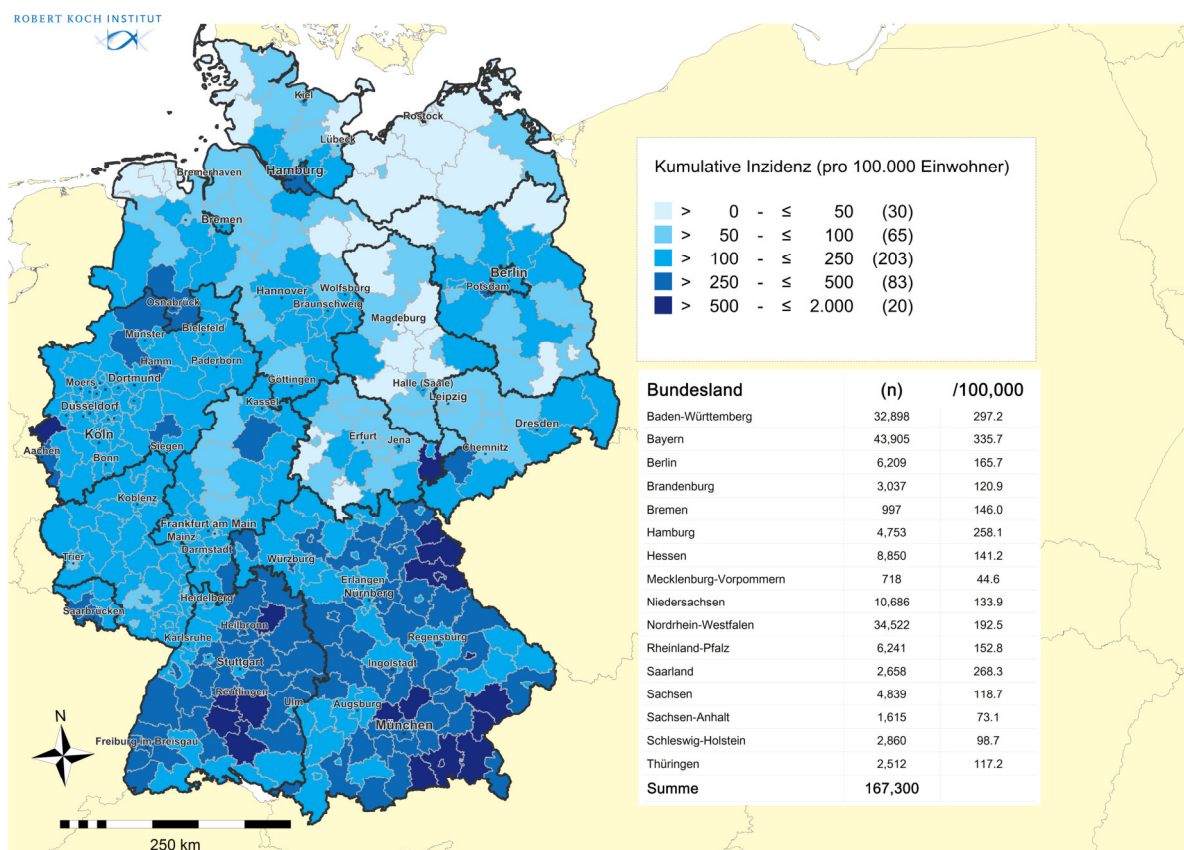 ROBERT KOCH INSTITUT
Kiel
Rostock
Lübeck
Hamburg
Bremerhaven
Bremen
Berlin
Potsdam
Hannover
Wolfsburg
Braunschweig
Osnabrück
Bielefeld
Magdeburg
Münster
Hamm
Paderborn
Moers
Dortmund
Göttingen
Halle (Saale)
Leipzig
Düsseldorf
Kassel
Köln
Erfurt
Jena
Dresden
Chemnitz
Aachen
Siegen
Bonn
Koblenz
Frankfurt am Main
Mainz
Darmstadt
Trier
Würzburg
Erlangen
Nürnberg
Saarbrücken
Heidelberg
Heilbronn
Karlsruhe
Regensburg
Stuttgart
Ingolstadt
Reutlingen
Ulm
Augsburg
München
Freiburg im Breisgau
N
250 km
Kumulative Inzidenz (pro 100.000 Einwohner)
> 0 - ≤ 50 (30)
> 50 - ≤ 100 (65)
> 100 - ≤ 250 (203)
> 250 - ≤ 500 (83)
> 500 - ≤ 2.000 (20)
Bundesland (n) /100,000
Baden-Württemberg 32,898 297.2
Bayern 43,905 335.7
Berlin 6,209 165.7
Brandenburg 3,037 120.9
Bremen 997 146.0
Hamburg 4,753 258.1
Hessen 8,850 141.2
Mecklenburg-Vorpommern 718 44.6
Niedersachsen 10,686 133.9
Nordrhein-Westfalen 34,522 192.5
Rheinland-Pfalz 6,241 152.8
Saarland 2,658 268.3
Sachsen 4,839 118.7
Sachsen-Anhalt 1,615 73.1
Schleswig-Holstein 2,860 98.7
Thüringen 2,512 117.2
Summe 167,300